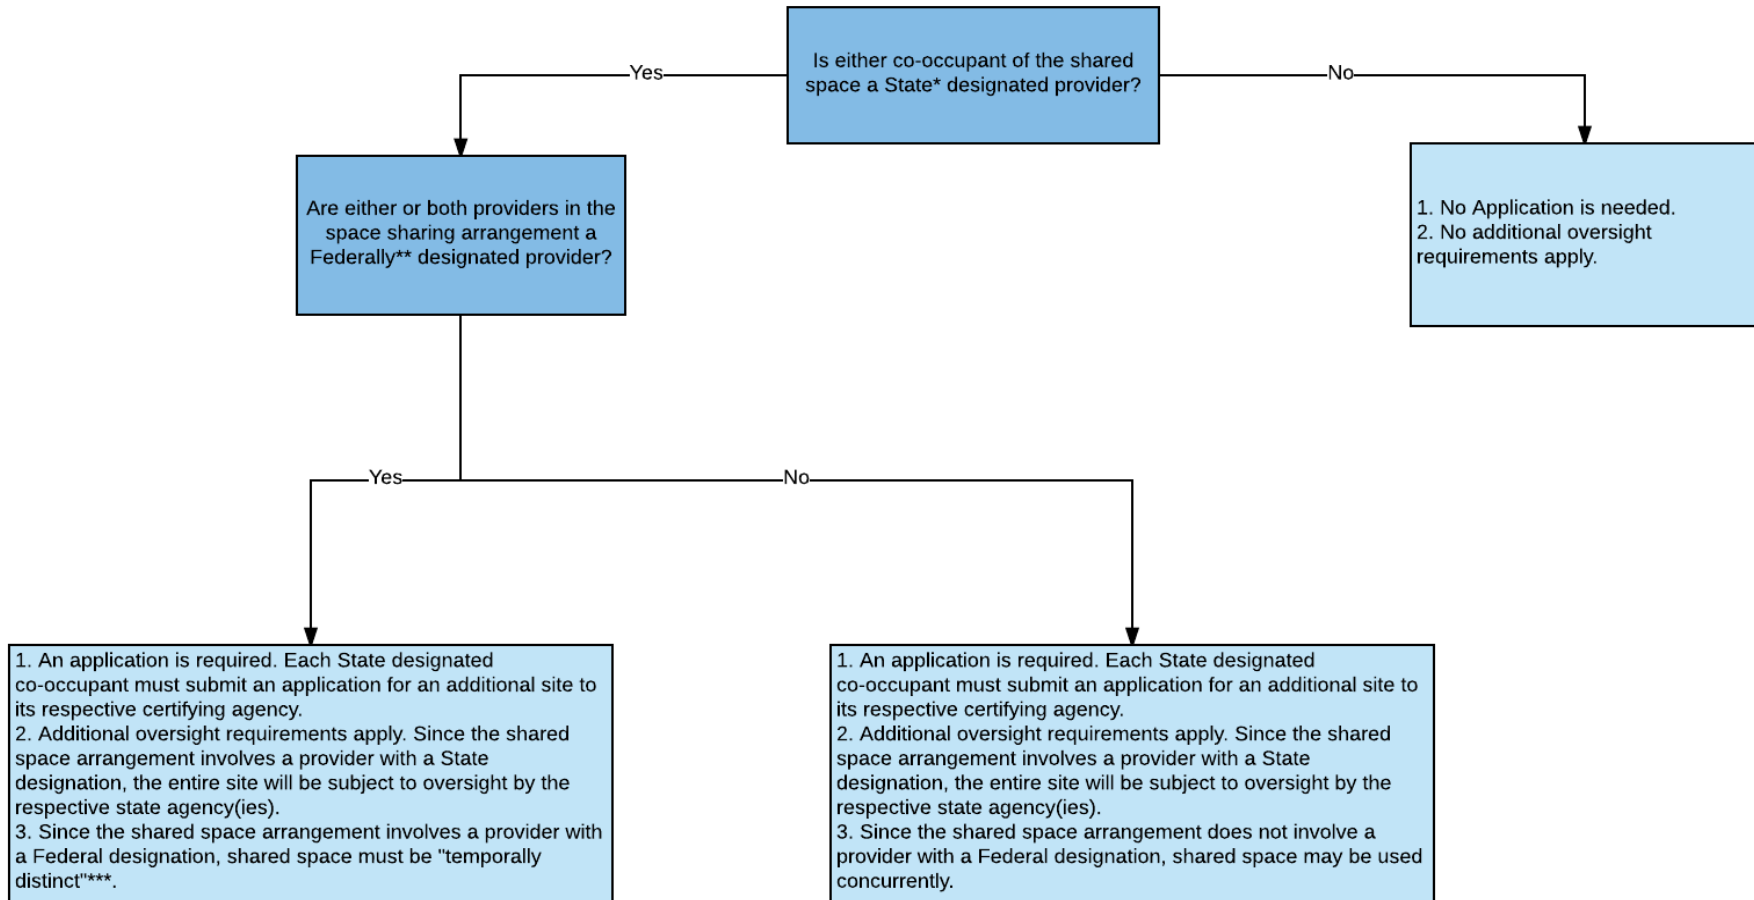 Is either co-occupant of the shared
space a State* designated provider?
Yes
No
Are either or both providers in the
space sharing arrangement a
Federally** designated provider?
1. No Application is needed.
2. No additional oversight
requirements apply.
Yes
No
1. An application is required. Each State designated
co-occupant must submit an application for an additional site to
its respective certifying agency.
2. Additional oversight requirements apply. Since the shared
space arrangement involves a provider with a State
designation, the entire site will be subject to oversight by the
respective state agency(ies).
3. Since the shared space arrangement involves a provider with
a Federal designation, shared space must be "temporally
distinct"***.
1. An application is required. Each State designated
co-occupant must submit an application for an additional site to
its respective certifying agency.
2. Additional oversight requirements apply. Since the shared
space arrangement involves a provider with a State
designation, the entire site will be subject to oversight by the
respective state agency(ies).
3. Since the shared space arrangement does not involve a
provider with a Federal designation, shared space may be used
concurrently.